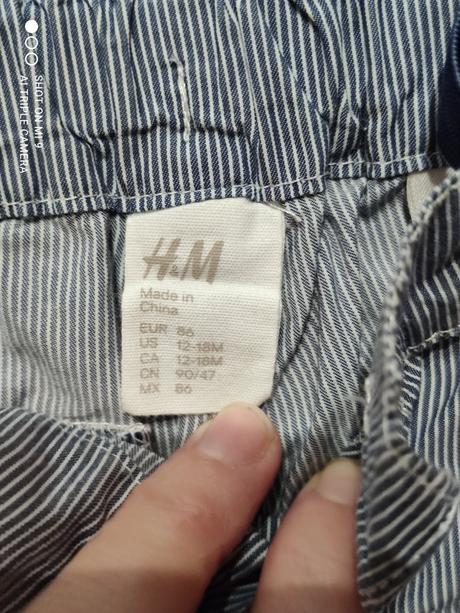 SHOT ON MI 9
AI TRIPLE CAMERA
H&M
Made in
China
EUR 86
US 12-18M
CA 12-18M
CN 90/47
MX 86